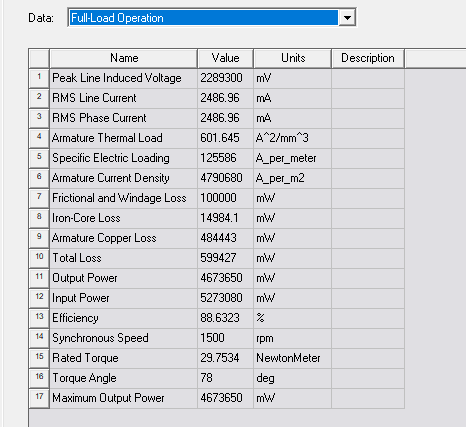 Data: Full-Load Operation
Name Value Units Description
1 Peak Line Induced Voltage 2289300 mV
2 RMS Line Current 2486.96 mA
3 RMS Phase Current 2486.96 mA
4 Armature Thermal Load 601.645 A^2/mm^3
5 Specific Electric Loading 125586 A_per_meter
6 Armature Current Density 4790680 A_per_m2
7 Frictional and Windage Loss 100000 mW
8 Iron-Core Loss 14984.1 mW
9 Armature Copper Loss 484443 mW
10 Total Loss 599427 mW
11 Output Power 4673650 mW
12 Input Power 5273080 mW
13 Efficiency 88.6323 %
14 Synchronous Speed 1500 rpm
15 Rated Torque 29.7534 NewtonMeter
16 Torque Angle 78 deg
17 Maximum Output Power 4673650 mW